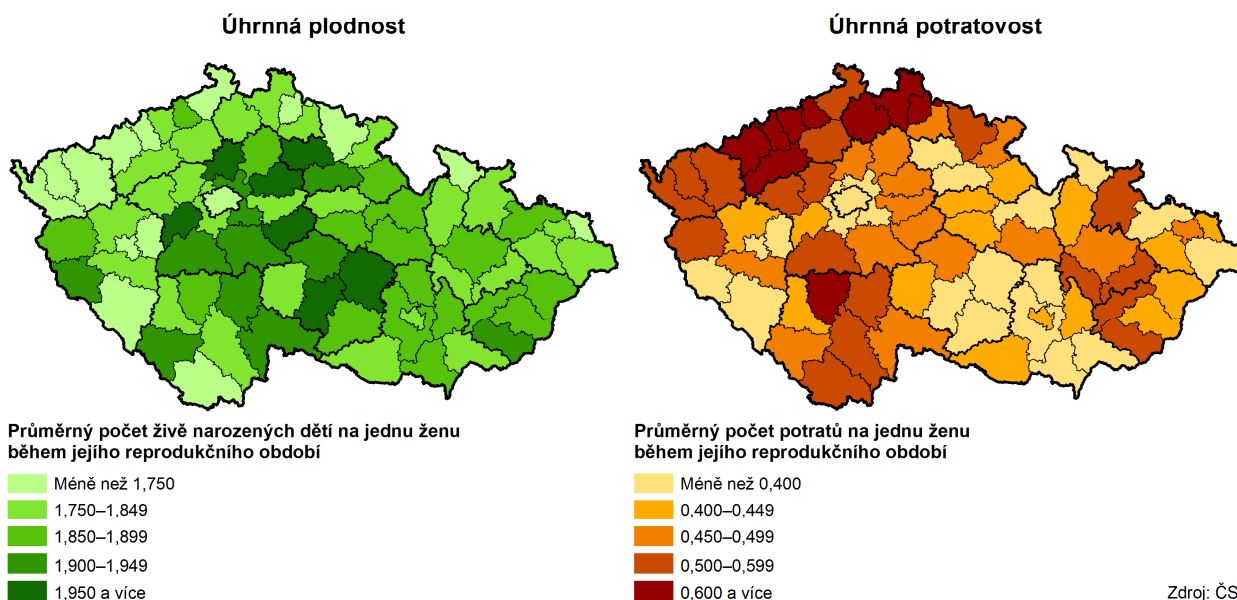 Úhrnná plodnost
Úhrnná potratovost
Průměrný počet živě narozených dětí na jednu ženu
během jejího reprodukčního období
Méně než 1,750
1,750–1,849
1,850–1,899
1,900–1,949
1,950 a více
Průměrný počet potratů na jednu ženu
během jejího reprodukčního období
Méně než 0,400
0,400–0,449
0,450–0,499
0,500–0,599
0,600 a více
Zdroj: ČS